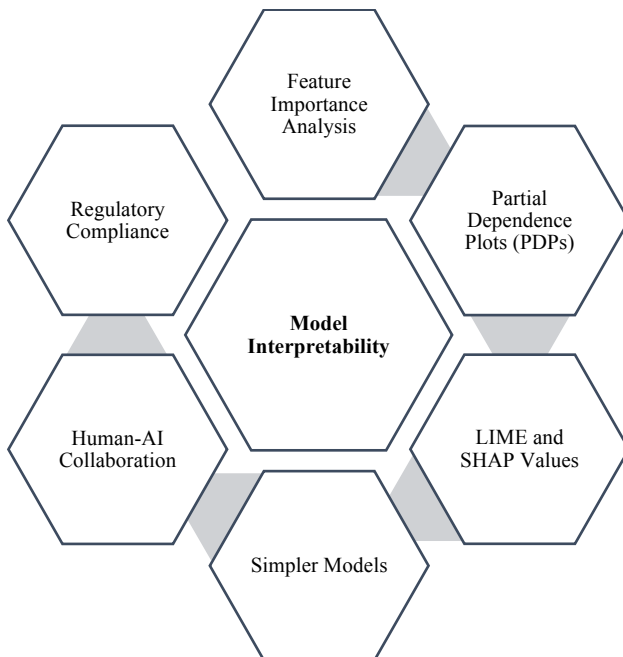 Feature
Importance
Analysis
Partial
Dependence
Plots (PDPs)
LIME and
SHAP Values
Simpler Models
Human-AI
Collaboration
Regulatory
Compliance
Model
Interpretability